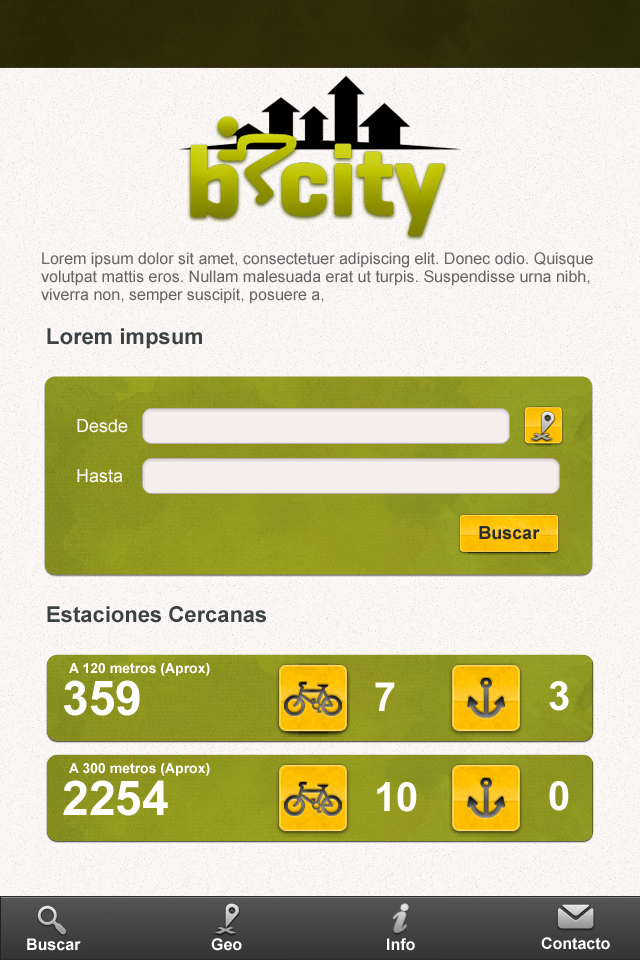 bicity
Lorem ipsum dolor sit amet, consectetuer adipiscing elit. Donec odio. Quisque
volutpat mattis eros. Nullam malesuada erat ut turpis. Suspendisse urna nibh,
viverra non, semper suscipit, posuere a,
Lorem impsum
Desde
Hasta
Buscar
Estaciones Cercanas
A 120 metros (Aprox)
359 7 3
A 300 metros (Aprox)
2254 10 0
Buscar Geo Info Contacto